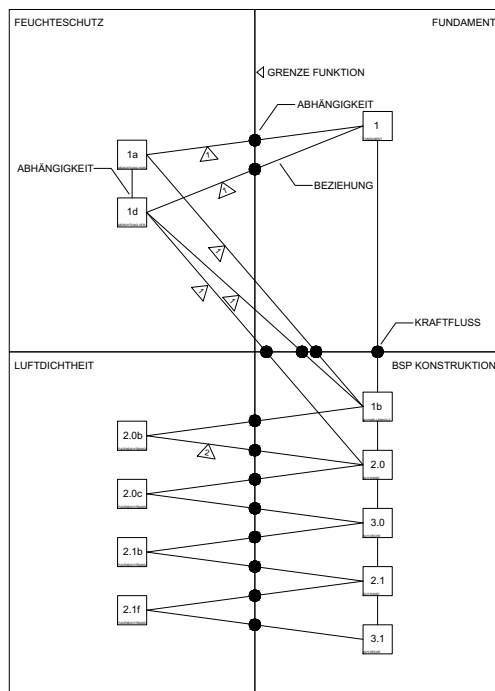 FEUCHTESCHUTZ
FUNDAMENT
GRENZE FUNKTION
ABHÄNGIGKEIT
1
FUNDAMENT
1
1a
ABHÄNGIGKEIT
1
BEZIEHUNG
1d
1
1
1
KRAFTFLUSS
LUFTDICHTHEIT
BSP KONSTRUKTION
1b
2.0b
2
2.0
2.0c
3.0
2.1b
2.1
2.1f
3.1